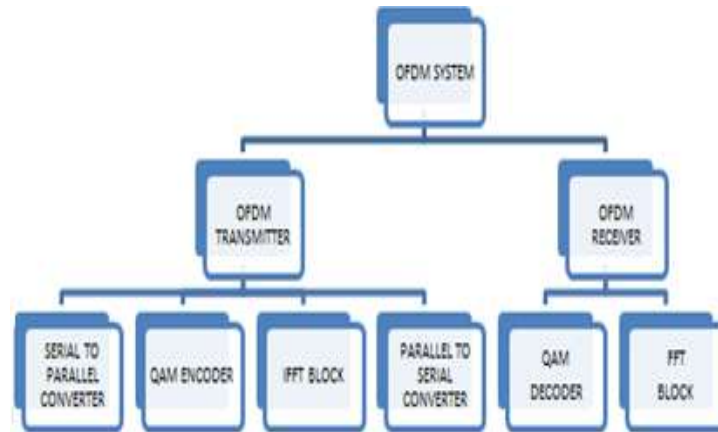 OFDM SYSTEM
OFDM
TRANSMITTER
OFDM
RECEIVER
SERIAL TO
PARALLEL
CONVERTER
QAM ENCODER
IFFT BLOCK
PARALLEL TO
SERIAL
CONVERTER
QAM
DECODER
FFT
BLOCK